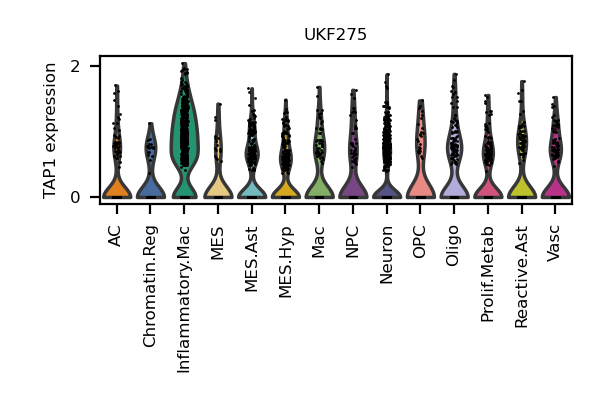 UKF275
TAP1 expression
2
0
AC
Chromatin.Reg
Inflammatory.Mac
MES
MES.Ast
MES.Hyp
Mac
NPC
Neuron
OPC
Oligo
Prolif.Metab
Reactive.Ast
Vasc